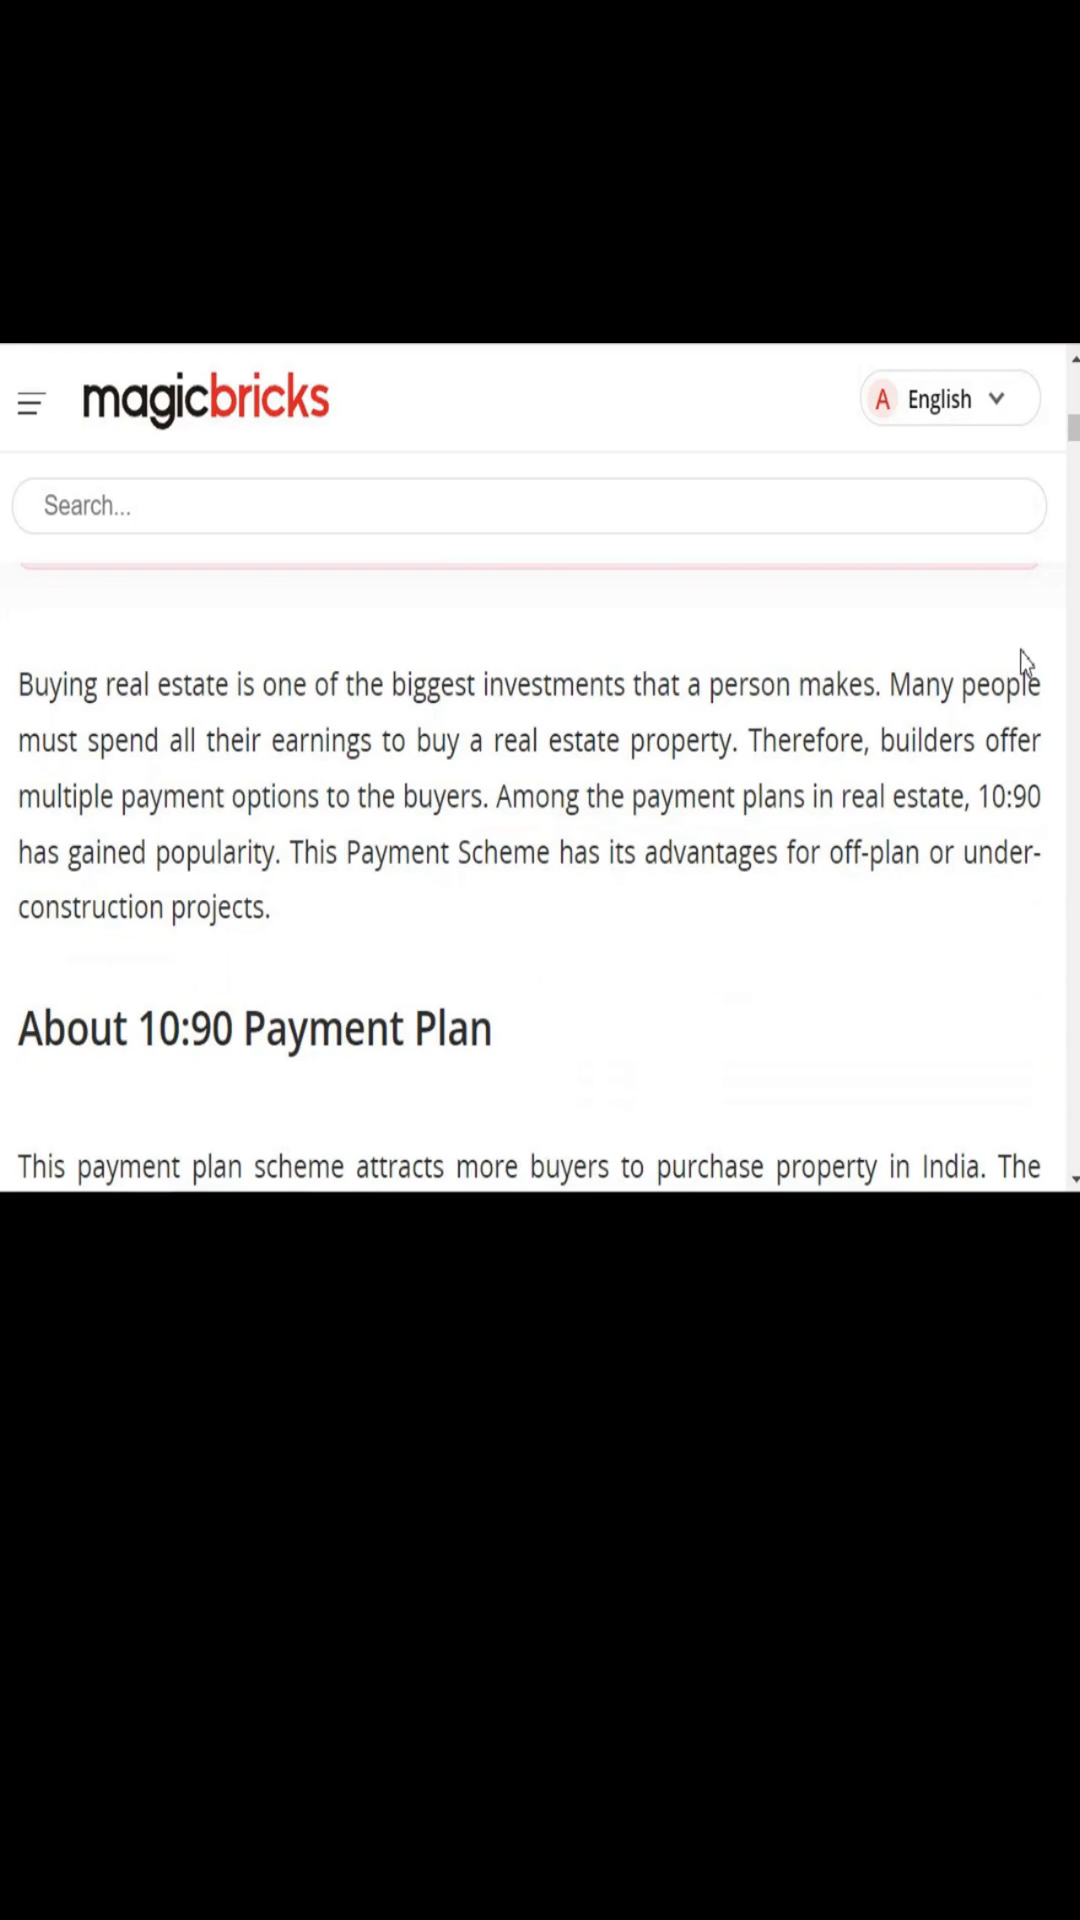 magicbricks
A English
Search...
Buying real estate is one of the biggest investments that a person makes. Many people
must spend all their earnings to buy a real estate property. Therefore, builders offer
multiple payment options to the buyers. Among the payment plans in real estate, 10:90
has gained popularity. This Payment Scheme has its advantages for off-plan or under-
construction projects.
About 10:90 Payment Plan
This payment plan scheme attracts more buyers to purchase property in India. The